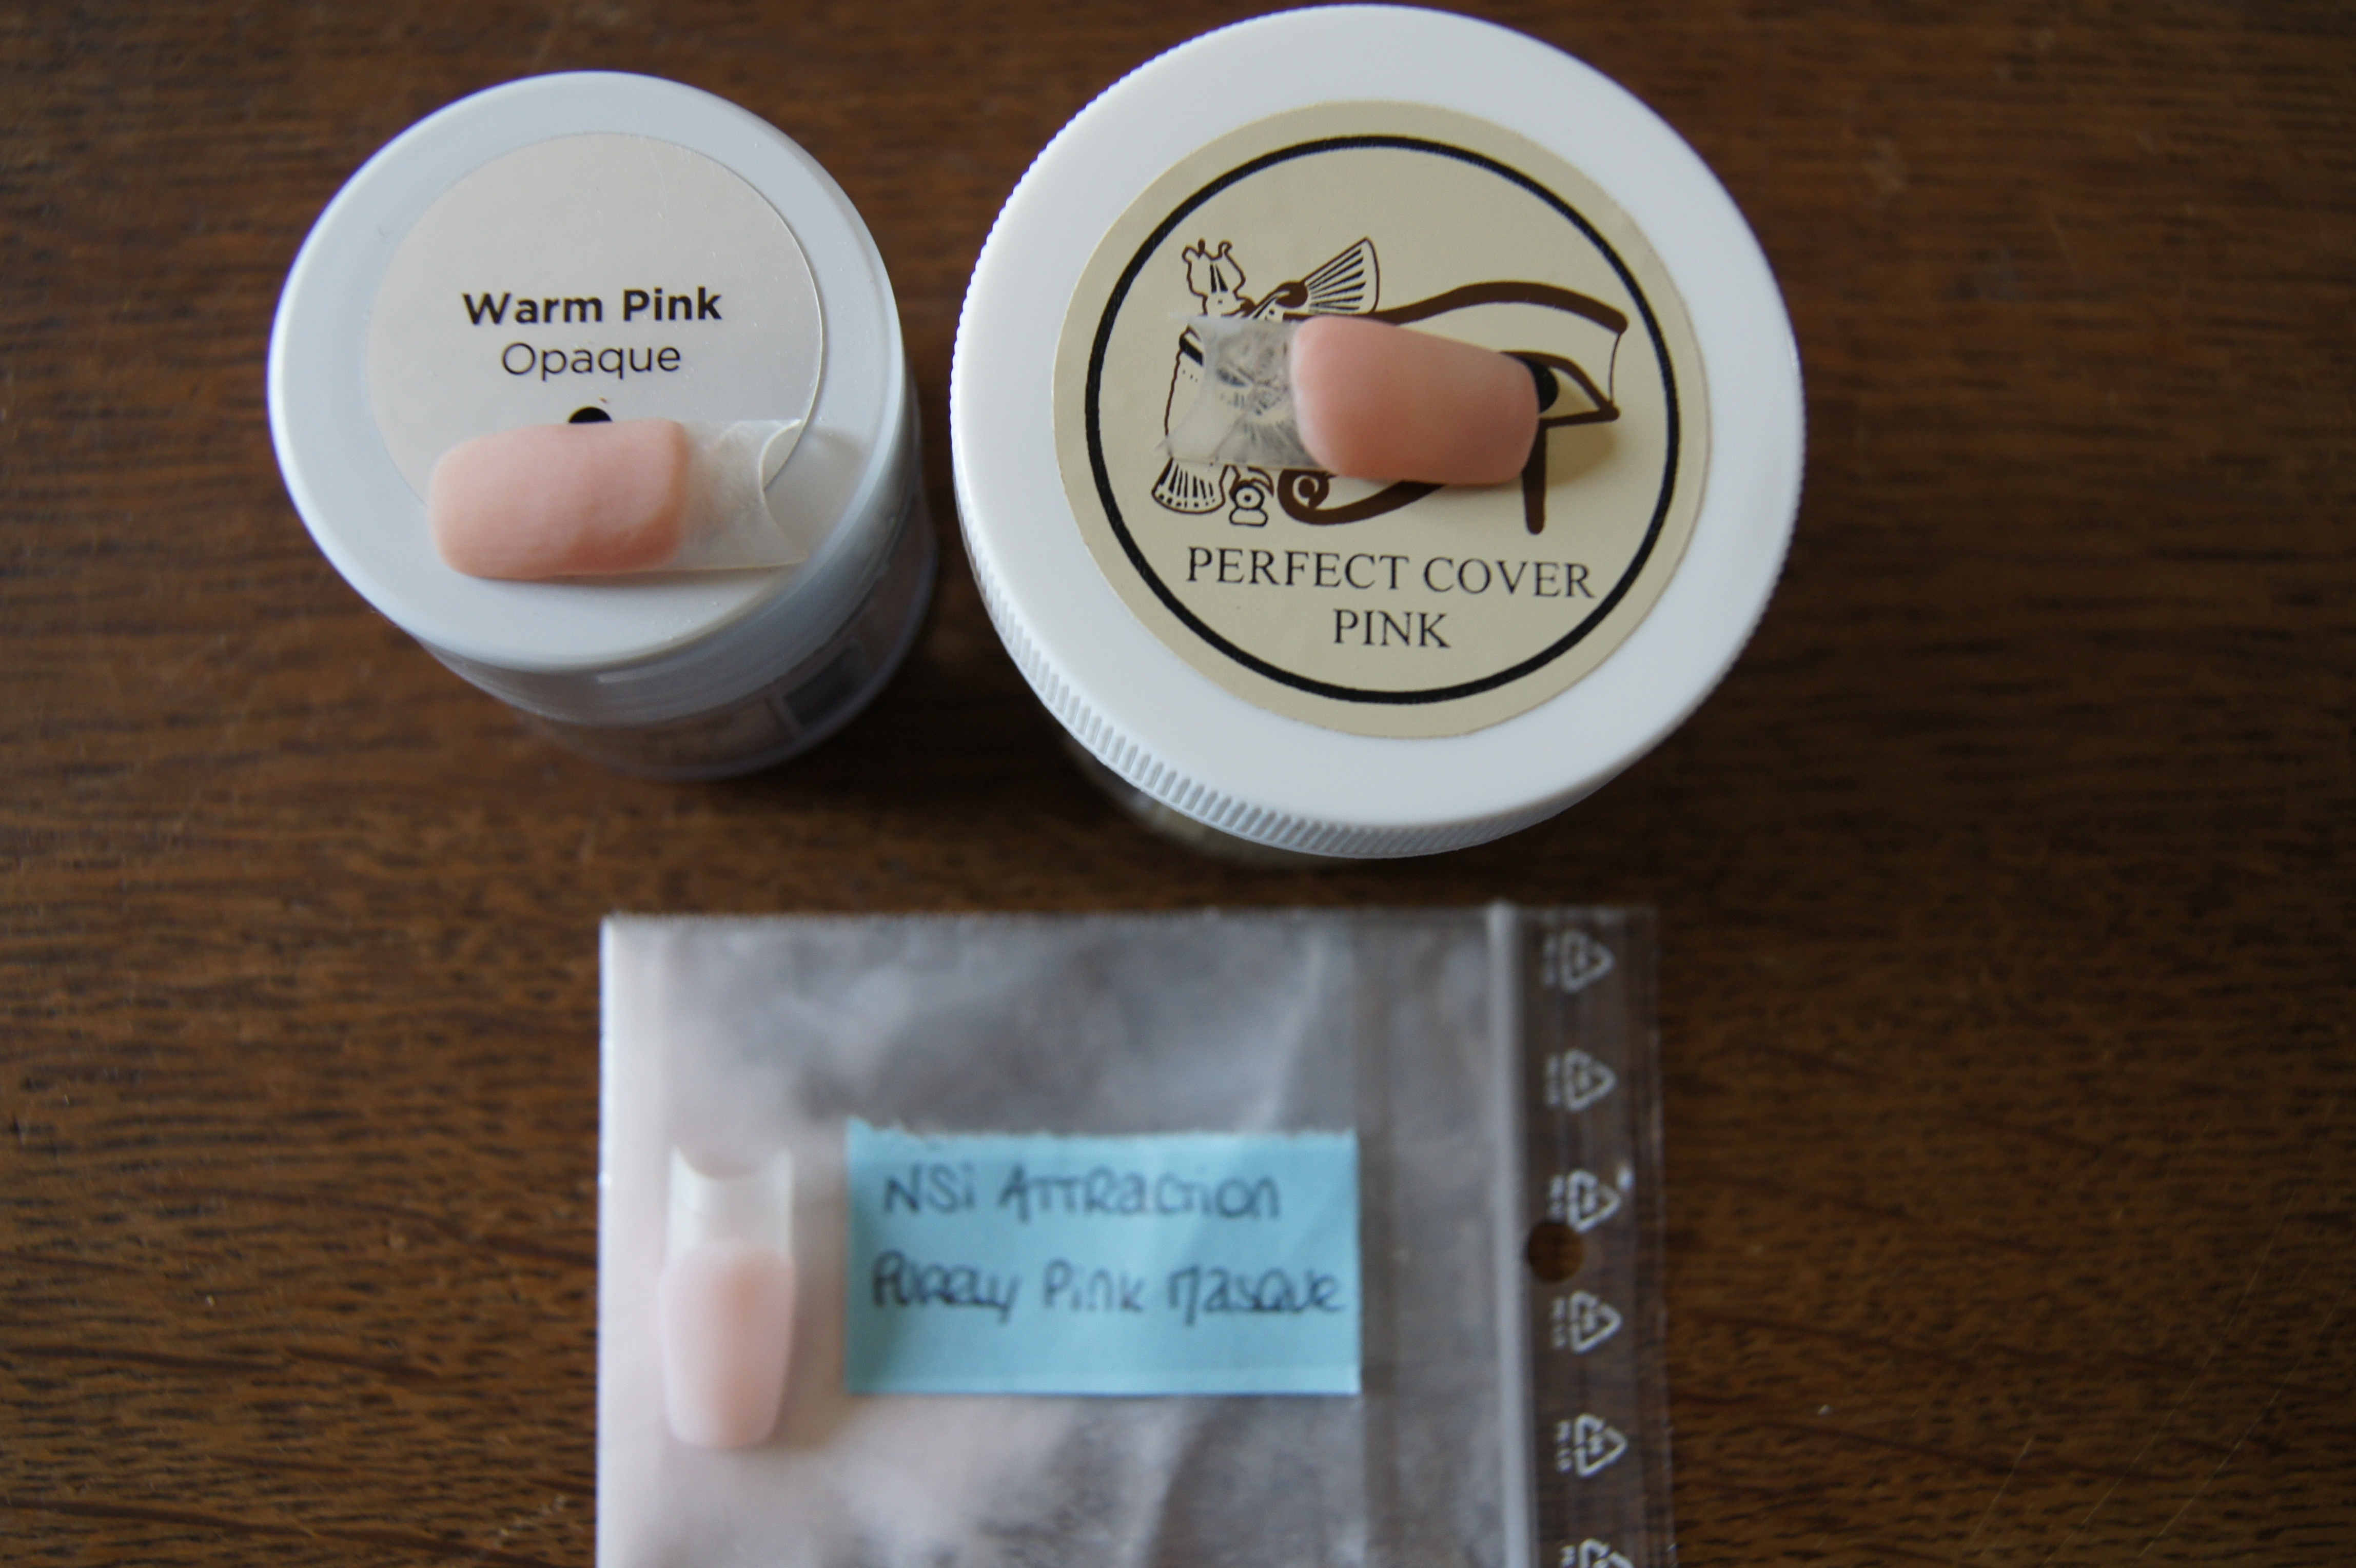 Warm Pink
Opaque
PERFECT COVER
PINK
NSi ATTRacTion
PuRely Pink Masque